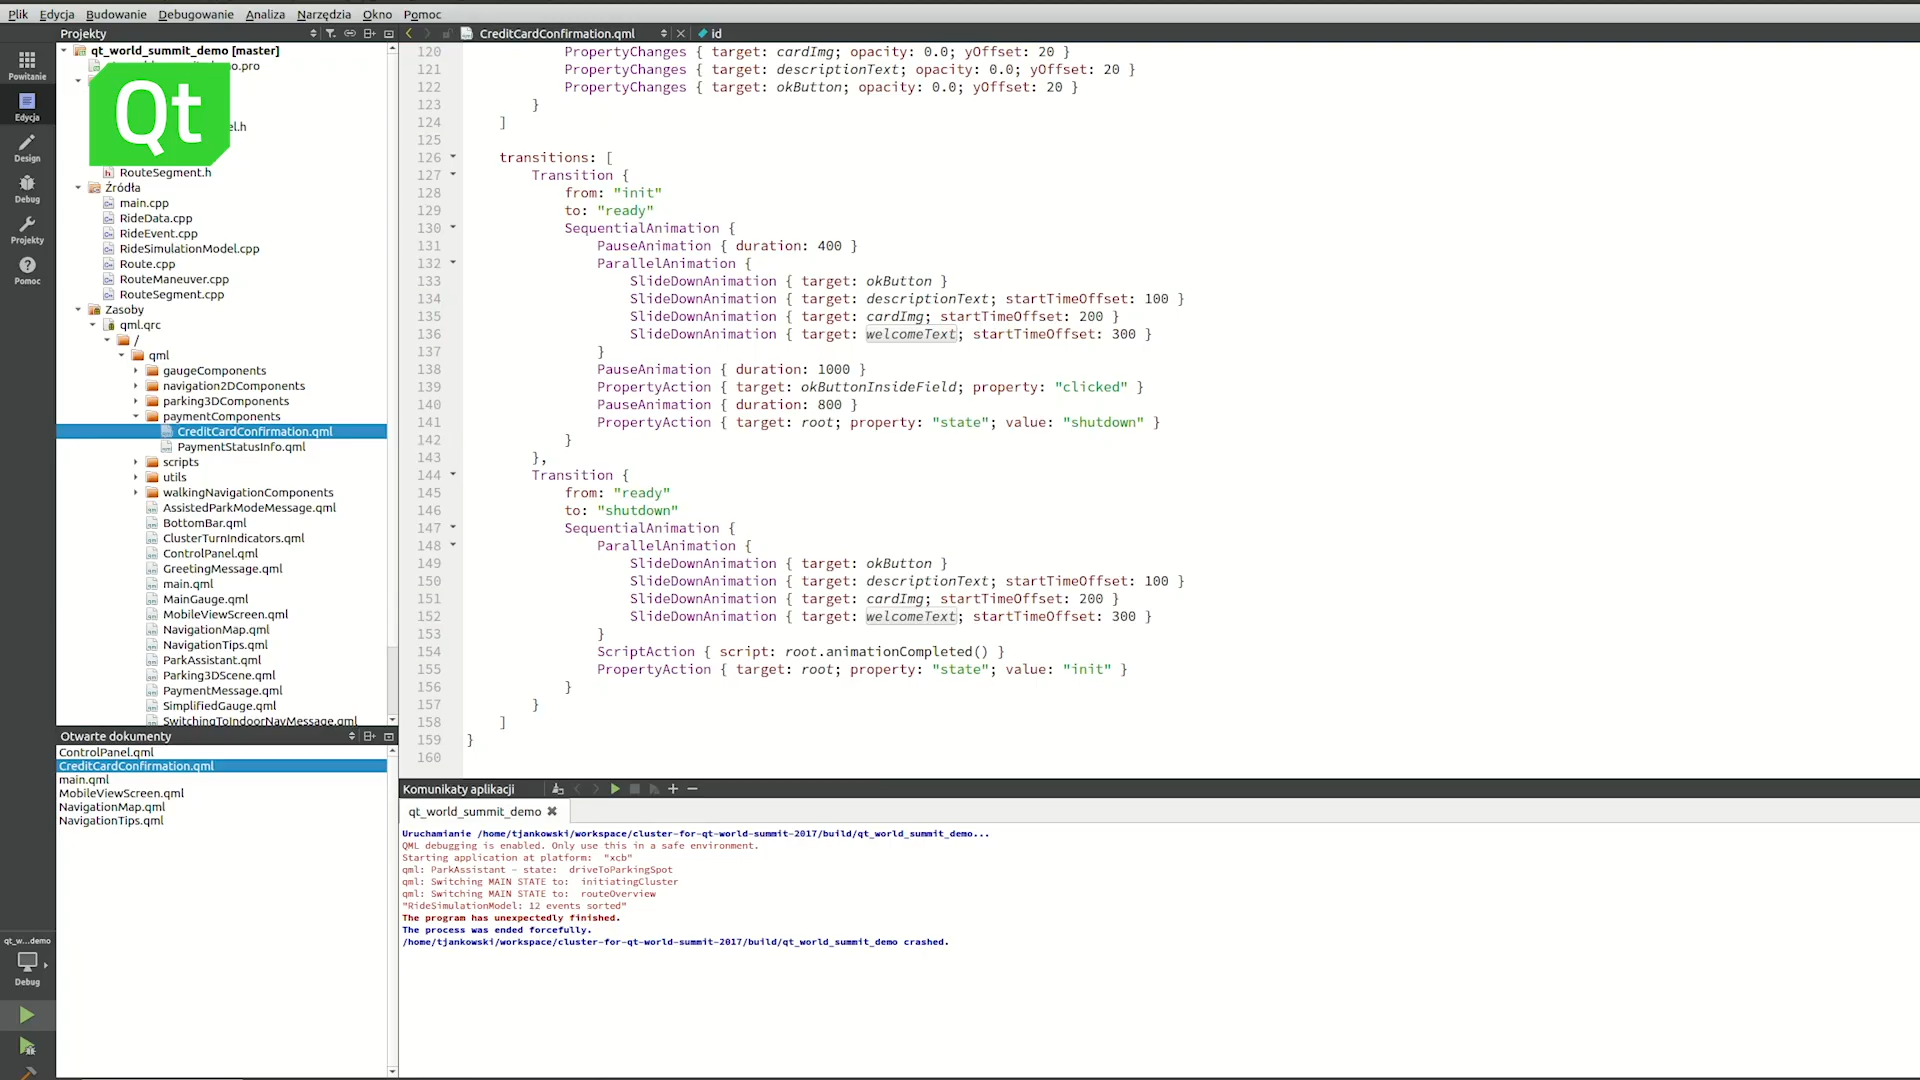 Plik Edycja Budowanie Debugowanie Analiza Narzędzia Okno Pomoc
Projekty
CreditCardConfirmation.qml
id
Powitanie
Edycja
Design
Debug
Projekty
Pomoc
qt_world_summit_demo [master]
Qt
RouteSegment.h
Źródła
main.cpp
RideData.cpp
RideEvent.cpp
RideSimulationModel.cpp
Route.cpp
RouteManeuver.cpp
RouteSegment.cpp
Zasoby
qml.qrc
/
qml
gaugeComponents
navigation2DComponents
parking3DComponents
paymentComponents
CreditCardConfirmation.qml
PaymentStatusInfo.qml
scripts
utils
walkingNavigationComponents
AssistedParkModeMessage.qml
BottomBar.qml
ClusterTurnIndicators.qml
ControlPanel.qml
GreetingMessage.qml
main.qml
MainGauge.qml
MobileViewScreen.qml
NavigationMap.qml
NavigationTips.qml
ParkAssistant.qml
Parking3DScene.qml
PaymentMessage.qml
SimplifiedGauge.qml
SwitchingToIndoorNavMessage.qml
Otwarte dokumenty
ControlPanel.qml
CreditCardConfirmation.qml
main.qml
MobileViewScreen.qml
NavigationMap.qml
NavigationTips.qml
qt_w...demo
Debug
120 PropertyChanges { target: cardImg; opacity: 0.0; yOffset: 20 }
121 PropertyChanges { target: descriptionText; opacity: 0.0; yOffset: 20 }
122 PropertyChanges { target: okButton; opacity: 0.0; yOffset: 20 }
123 }
124 ]
125
126 transitions: [
127 Transition {
128 from: "init"
129 to: "ready"
130 SequentialAnimation {
131 PauseAnimation { duration: 400 }
132 ParallelAnimation {
133 SlideDownAnimation { target: okButton }
134 SlideDownAnimation { target: descriptionText; startTimeOffset: 100 }
135 SlideDownAnimation { target: cardImg; startTimeOffset: 200 }
136 SlideDownAnimation { target: welcomeText; startTimeOffset: 300 }
137 }
138 PauseAnimation { duration: 1000 }
139 PropertyAction { target: okButtonInsideField; property: "clicked" }
140 PauseAnimation { duration: 800 }
141 PropertyAction { target: root; property: "state"; value: "shutdown" }
142 }
143 },
144 Transition {
145 from: "ready"
146 to: "shutdown"
147 SequentialAnimation {
148 ParallelAnimation {
149 SlideDownAnimation { target: okButton }
150 SlideDownAnimation { target: descriptionText; startTimeOffset: 100 }
151 SlideDownAnimation { target: cardImg; startTimeOffset: 200 }
152 SlideDownAnimation { target: welcomeText; startTimeOffset: 300 }
153 }
154 ScriptAction { script: root.animationCompleted() }
155 PropertyAction { target: root; property: "state"; value: "init" }
156 }
157 }
158 ]
159 }
160
Komunikaty aplikacji
qt_world_summit_demo
Uruchamianie /home/tjankowski/workspace/cluster-for-qt-world-summit-2017/build/qt_world_summit_demo...
QML debugging is enabled. Only use this in a safe environment.
Starting application at platform: "xcb"
qml: ParkAssistant - state: driveToParkingSpot
qml: Switching MAIN STATE to: initiatingCluster
qml: Switching MAIN STATE to: routeOverview
"RideSimulationModel: 12 events sorted"
The program has unexpectedly finished.
The process was ended forcefully.
/home/tjankowski/workspace/cluster-for-qt-world-summit-2017/build/qt_world_summit_demo crashed.